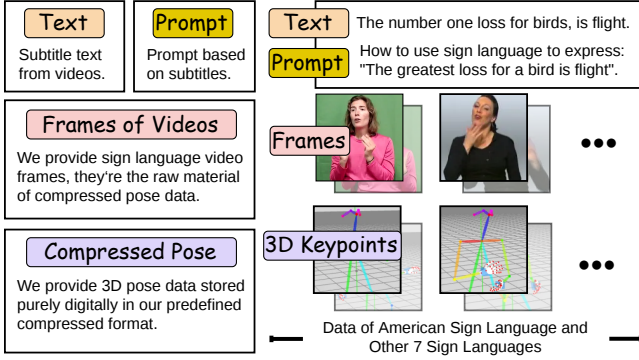 Text
Subtitle text
from videos.
Prompt
Prompt based
on subtitles.
Text
The number one loss for birds, is flight.
Prompt
How to use sign language to express:
"The greatest loss for a bird is flight".
Frames of Videos
We provide sign language video
frames, they're the raw material
of compressed pose data.
Frames
Compressed Pose
We provide 3D pose data stored
purely digitally in our predefined
compressed format.
3D Keypoints
Data of American Sign Language and
Other 7 Sign Languages